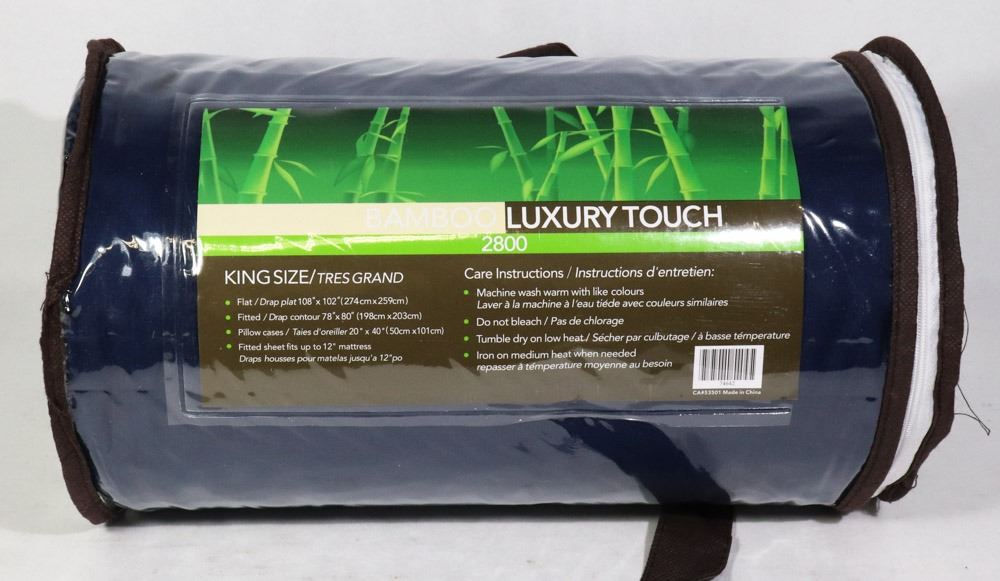 BAMBOO LUXURY TOUCH
2800
KING SIZE/TRES GRAND
• Flat / Drap plat 108" x 102" (274cm x 259cm)
• Fitted / Drap contour 78" x 80" (198cm x 203cm)
• Pillow cases / Taies d'oreiller 20" x 40" (50cm x 101cm)
• Fitted sheet fits up to 12" mattress
Draps housses pour matelas jusqu'a 12"po
Care Instructions / Instructions d'entretien:
• Machine wash warm with like colours
Laver à la machine à l'eau tiéde avec couleurs similaires
• Do not bleach / Pas de chlorage
• Tumble dry on low heat / Sécher par culbutage / à basse témperature
• Iron on medium heat when needed
repasser à témperature moyenne au besoin
74642
CA#53501 Made in China